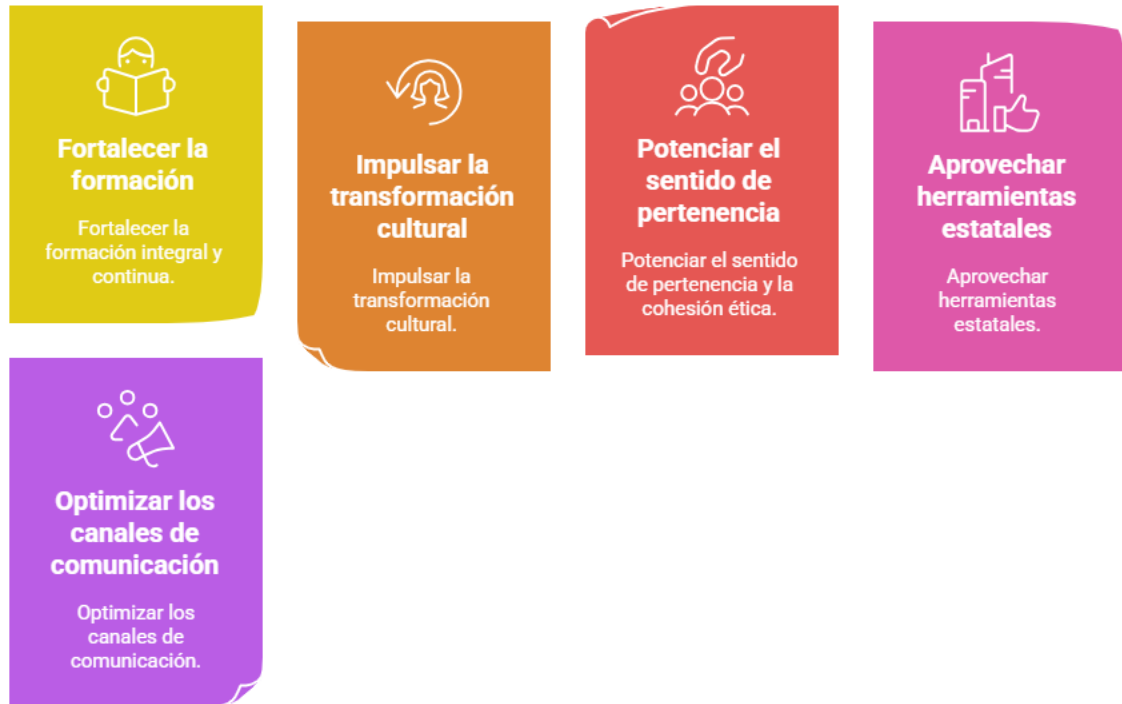 Fortalecer la
formación
Fortalecer la
formación integral y
continua.
Impulsar la
transformación
cultural
Impulsar la
transformación
cultural.
Potenciar el
sentido de
pertenencia
Potenciar el sentido
de pertenencia y la
cohesión ética.
Aprovechar
herramientas
estatales
Aprovechar
herramientas
estatales.
Optimizar los
canales de
comunicación
Optimizar los
canales de
comunicación.